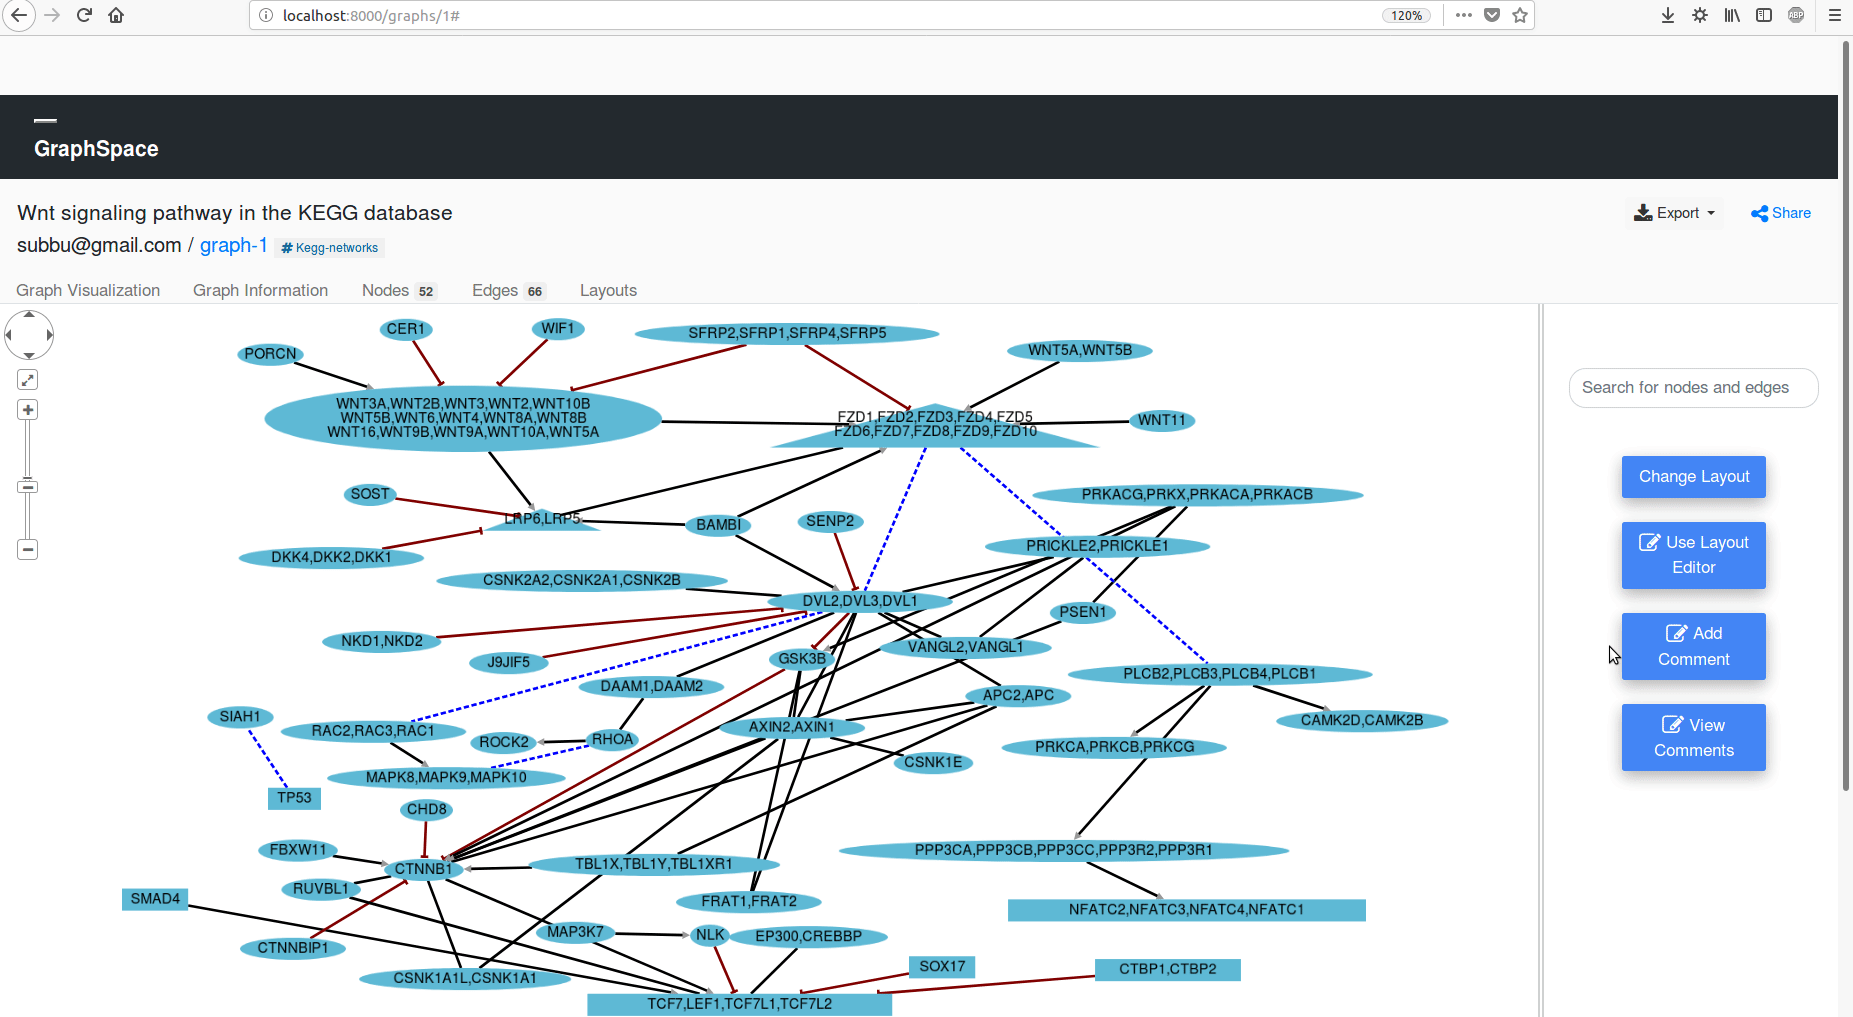 localhost:8000/graphs/1#
120%
ABP
GraphSpace
Wnt signaling pathway in the KEGG database
Export
Share
subbu@gmail.com / graph-1
# Kegg-networks
Graph Visualization
Graph Information
Nodes 52
Edges 66
Layouts
CER1
WIF1
SFRP2,SFRP1,SFRP4,SFRP5
PORCN
WNT5A,WNT5B
WNT3A,WNT2B,WNT3,WNT2,WNT10B
WNT5B,WNT6,WNT4,WNT8A,WNT8B
WNT16,WNT9B,WNT9A,WNT10A,WNT5A
FZD1,FZD2,FZD3,FZD4,FZD5
FZD6,FZD7,FZD8,FZD9,FZD10
WNT11
Search for nodes and edges
SOST
LRP6,LRP5
BAMBI
SENP2
PRKACG,PRKX,PRKACA,PRKACB
Change Layout
DKK4,DKK2,DKK1
PRICKLE2,PRICKLE1
Use Layout
Editor
CSNK2A2,CSNK2A1,CSNK2B
DVL2,DVL3,DVL1
PSEN1
NKD1,NKD2
J9JIF5
GSK3B
VANGL2,VANGL1
Add
Comment
DAAM1,DAAM2
APC2,APC
PLCB2,PLCB3,PLCB4,PLCB1
SIAH1
RAC2,RAC3,RAC1
ROCK2
RHOA
AXIN2,AXIN1
CAMK2D,CAMK2B
View
Comments
PRKCA,PRKCB,PRKCG
MAPK8,MAPK9,MAPK10
CSNK1E
TP53
CHD8
FBXW11
CTNNB1
TBL1X,TBL1Y,TBL1XR1
PPP3CA,PPP3CB,PPP3CC,PPP3R2,PPP3R1
RUVBL1
SMAD4
FRAT1,FRAT2
NFATC2,NFATC3,NFATC4,NFATC1
CTNNBIP1
MAP3K7
NLK
EP300,CREBBP
CSNK1A1L,CSNK1A1
SOX17
CTBP1,CTBP2
TCF7,LEF1,TCF7L1,TCF7L2